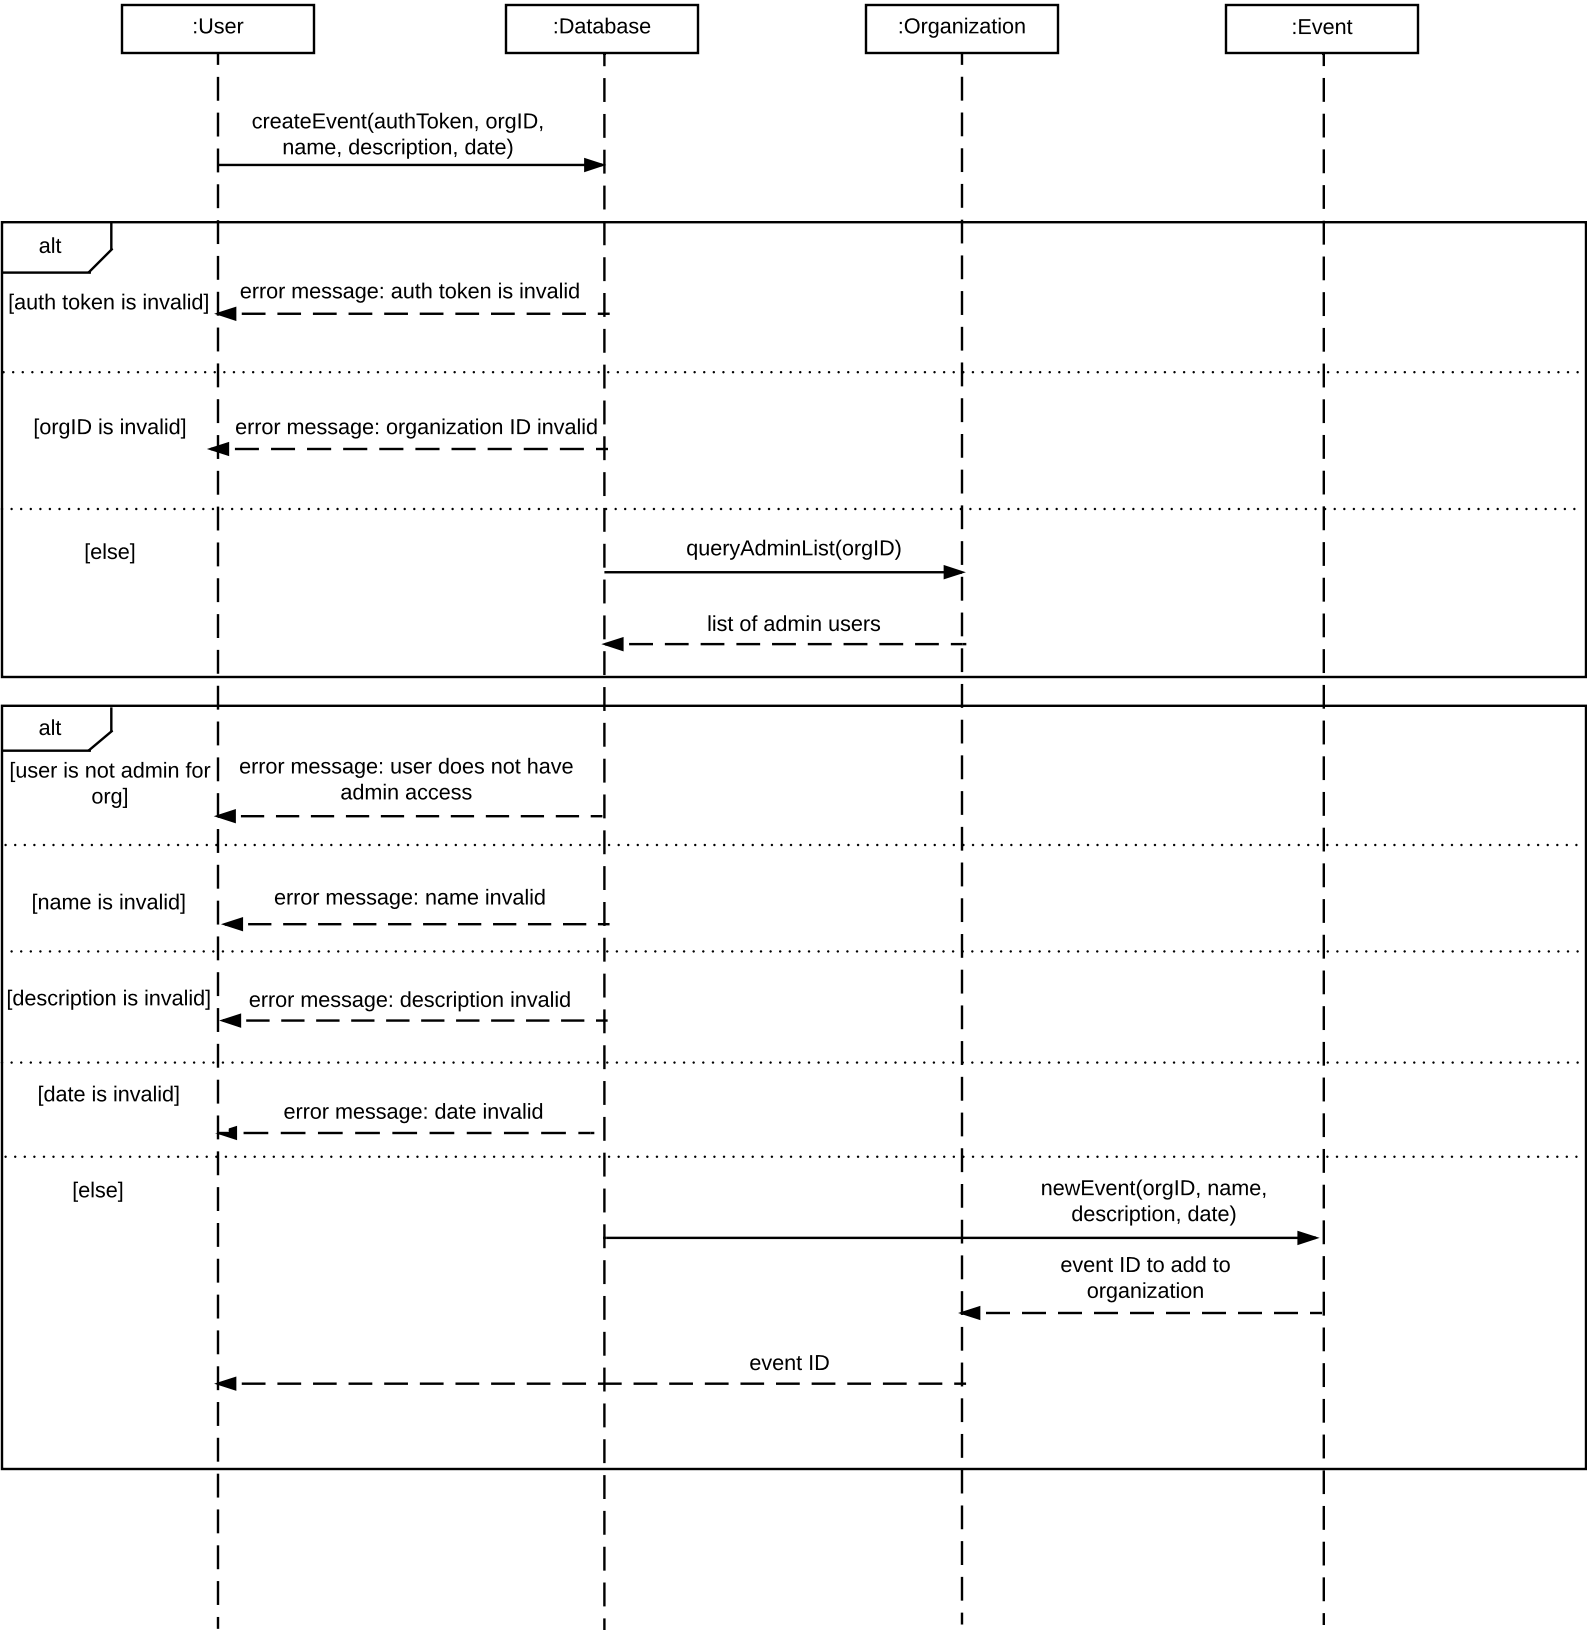 :User
:Database
:Organization
:Event
createEvent(authToken, orgID,
name, description, date)
alt
[auth token is invalid]
error message: auth token is invalid
[orgID is invalid]
error message: organization ID invalid
[else]
queryAdminList(orgID)
list of admin users
alt
[user is not admin for
org]
error message: user does not have
admin access
[name is invalid]
error message: name invalid
[description is invalid]
error message: description invalid
[date is invalid]
error message: date invalid
[else]
newEvent(orgID, name,
description, date)
event ID to add to
organization
event ID